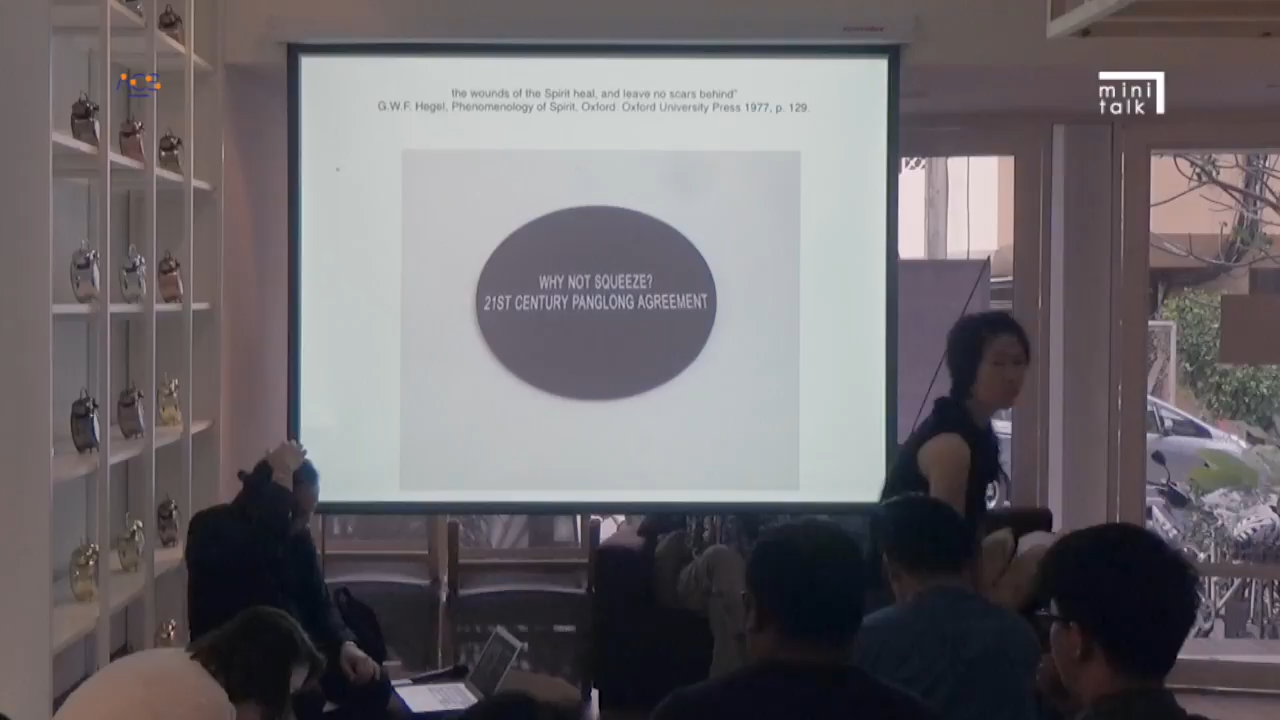 the wounds of the Spirit heal, and leave no scars behind"
G.W.F. Hegel, Phenomenology of Spirit, Oxford: Oxford University Press 1977, p. 129.
WHY NOT SQUEEZE?
21ST CENTURY PANGLONG AGREEMENT
mini
talk